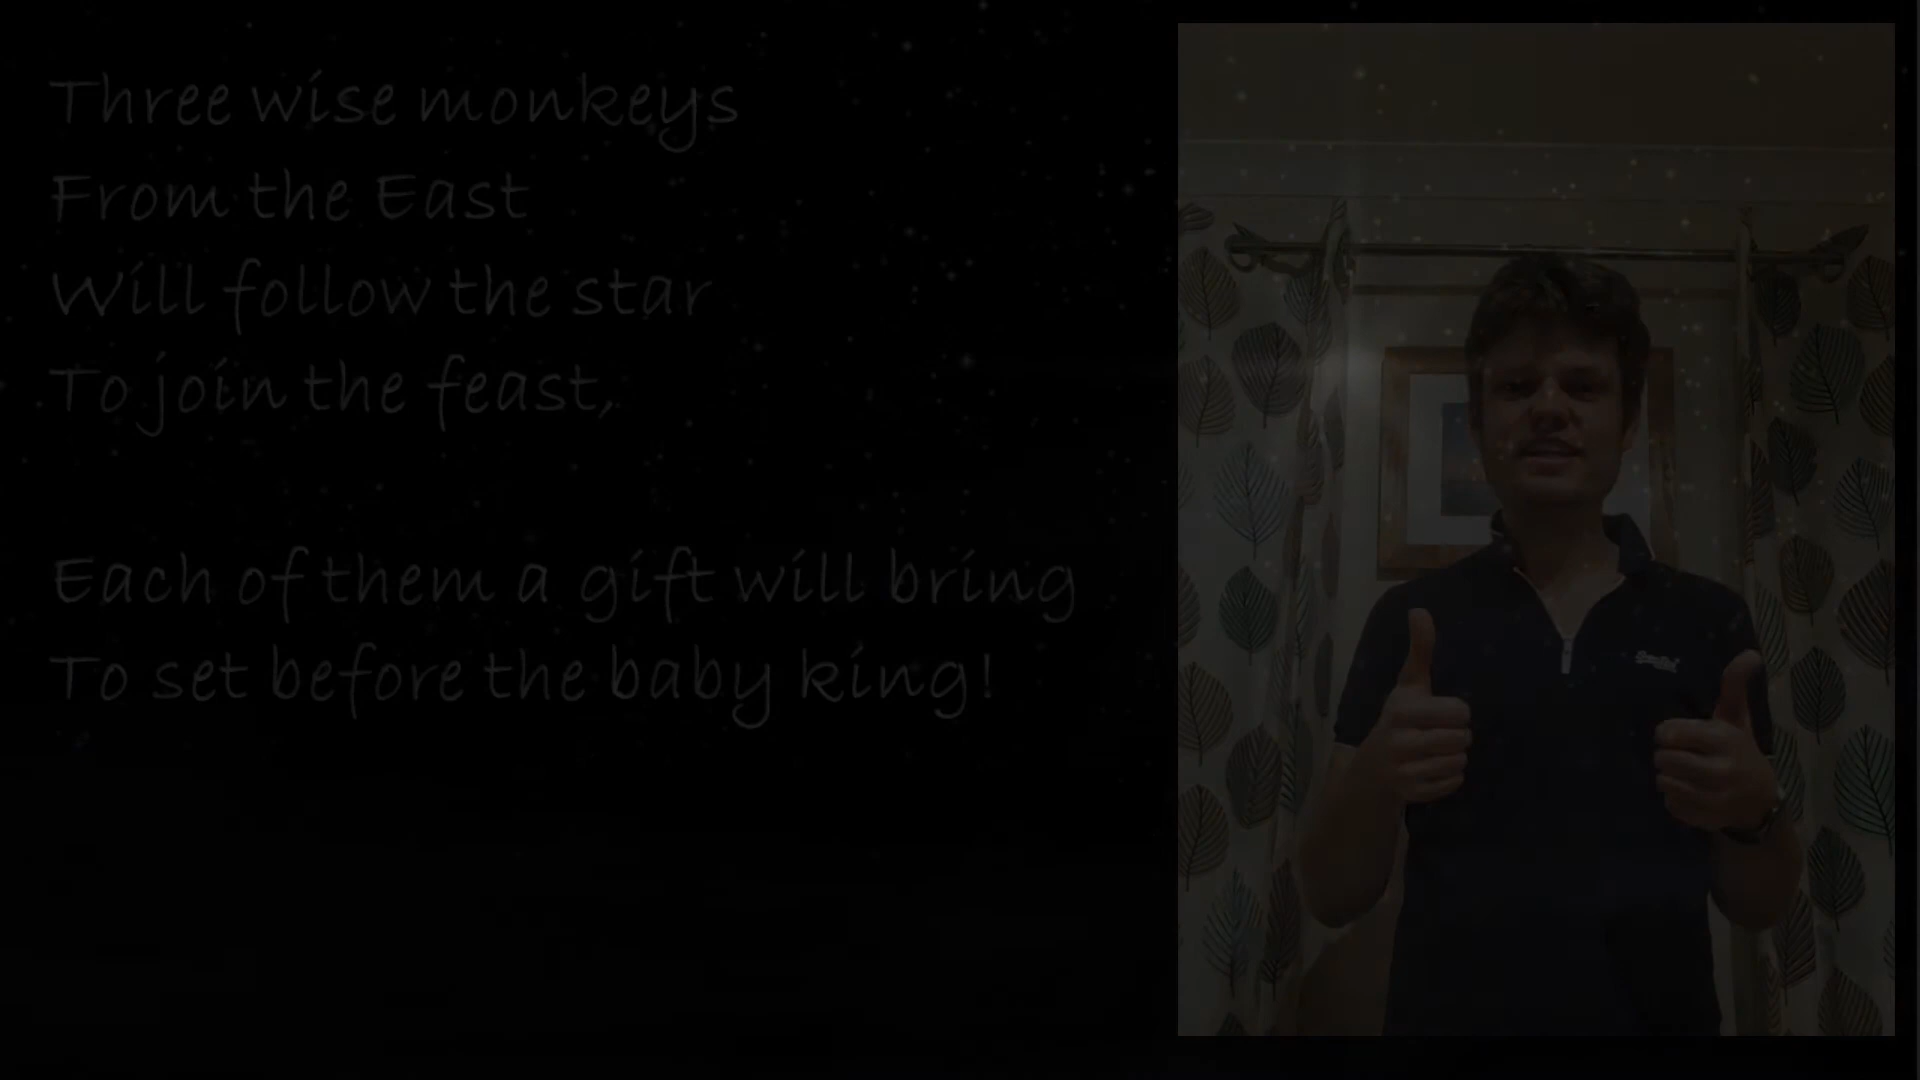 Three wise monkeys
From the East
Will follow the star
To join the feast,
Each of them a gift will bring
To set before the baby king!